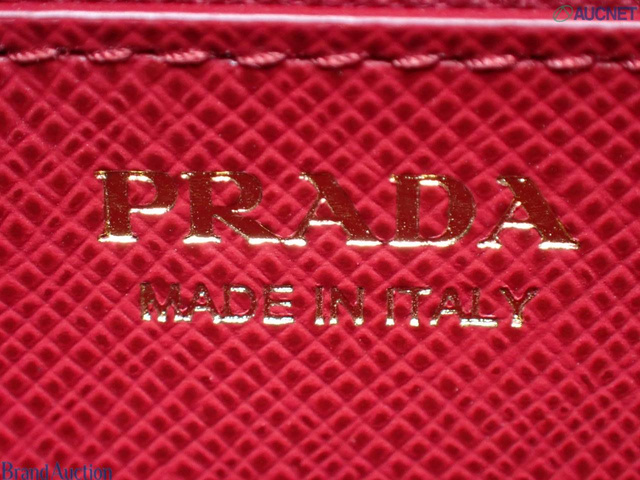 AUCNET
PRADA
MADE IN ITALY
Brand Auction